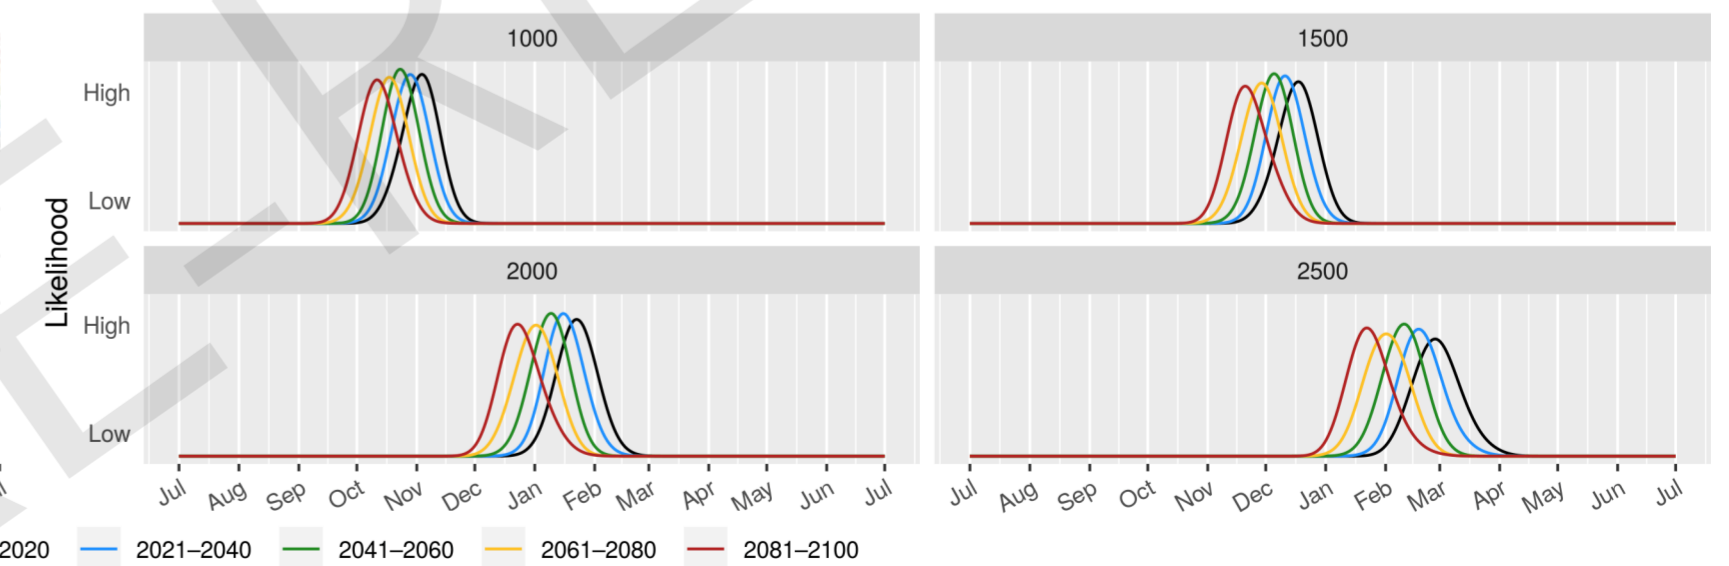 1000 1500
High
Low
Likelihood
2000 2500
High
Low
Jul Aug Sep Oct Nov Dec Jan Feb Mar Apr May Jun Jul Jul Aug Sep Oct Nov Dec Jan Feb Mar Apr May Jun Jul
2020 2021–2040 2041–2060 2061–2080 2081–2100